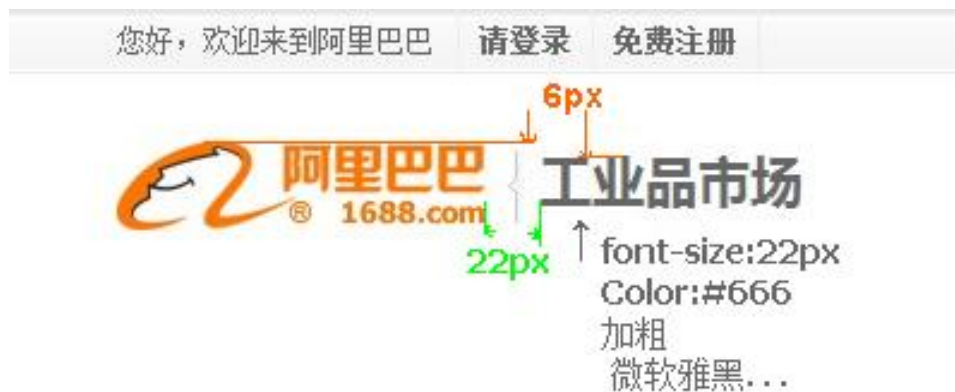 您好，欢迎来到阿里巴巴 请登录 免费注册
6px
阿里巴巴 工业品市场
® 1688.com
22px
font-size:22px
Color:#666
加粗
微软雅黑...